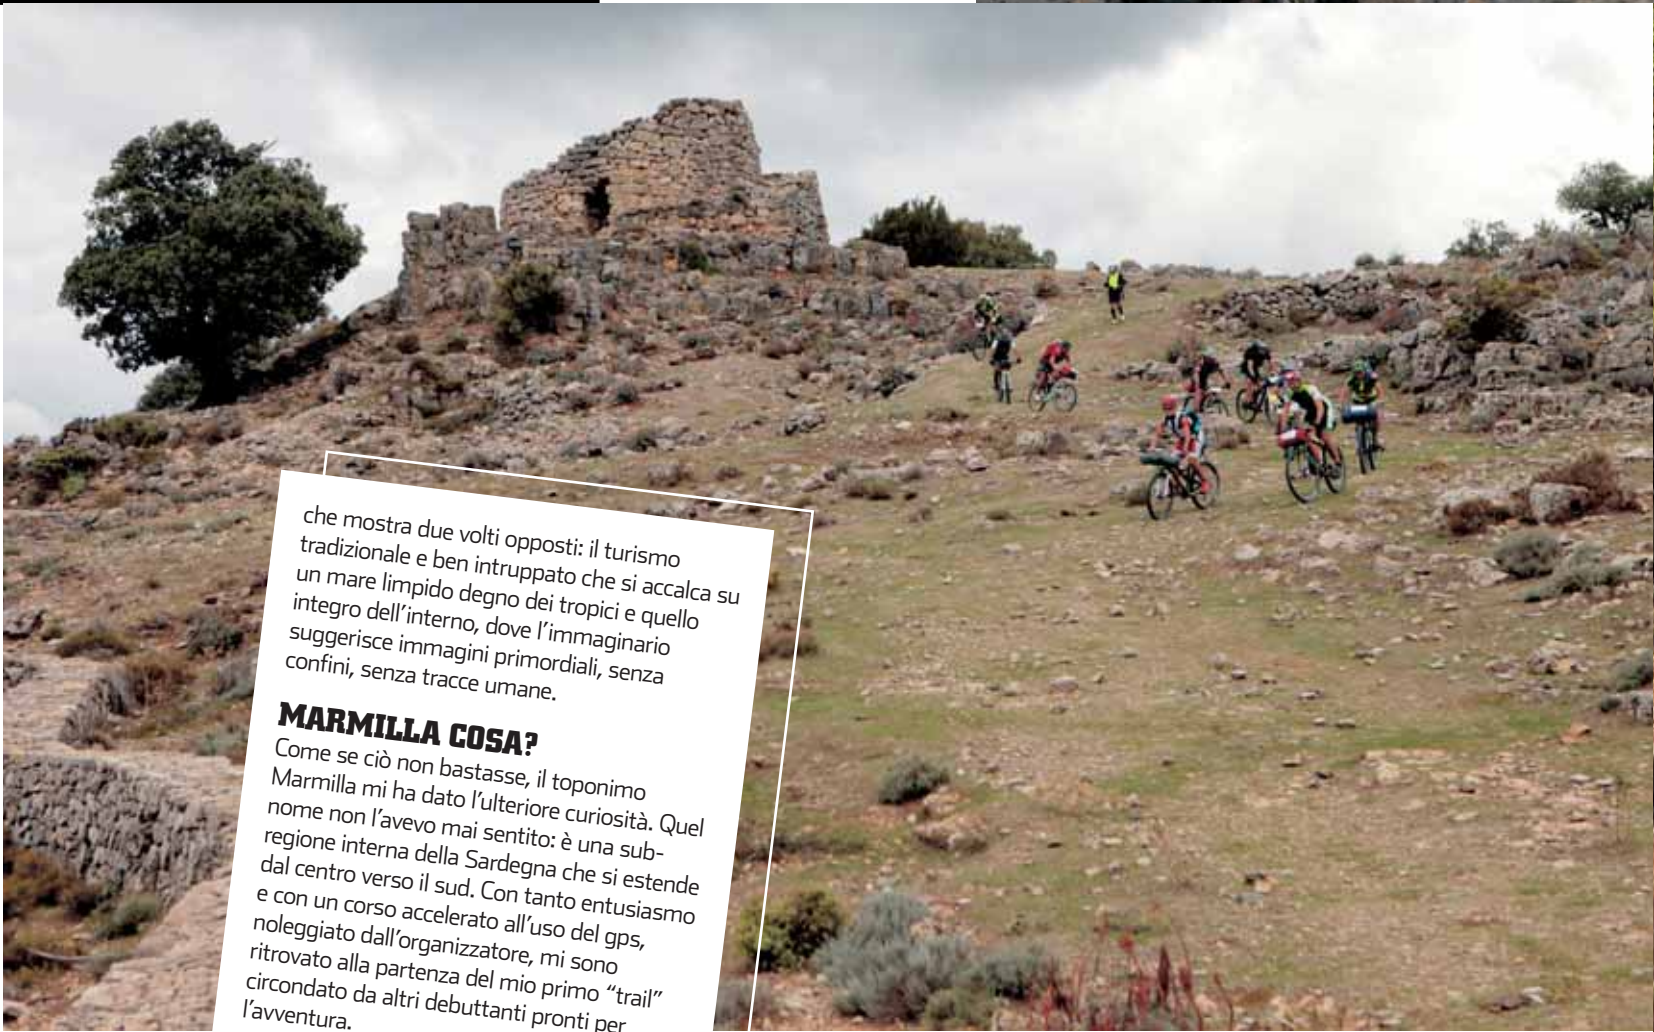 che mostra due volti opposti: il turismo
tradizionale e ben intruppato che si accalca su
un mare limpido degno dei tropici e quello
integro dell'interno, dove l'immaginario
suggerisce immagini primordiali, senza
confini, senza tracce umane.
MARMILLA COSA?
Come se ciò non bastasse, il toponimo
Marmilla mi ha dato l'ulteriore curiosità. Quel
nome non l'avevo mai sentito: è una sub-
regione interna della Sardegna che si estende
dal centro verso il sud. Con tanto entusiasmo
e con un corso accelerato all'uso del gps,
noleggiato dall'organizzatore, mi sono
ritrovato alla partenza del mio primo “trail”
circondato da altri debuttanti pronti per
l'avventura.